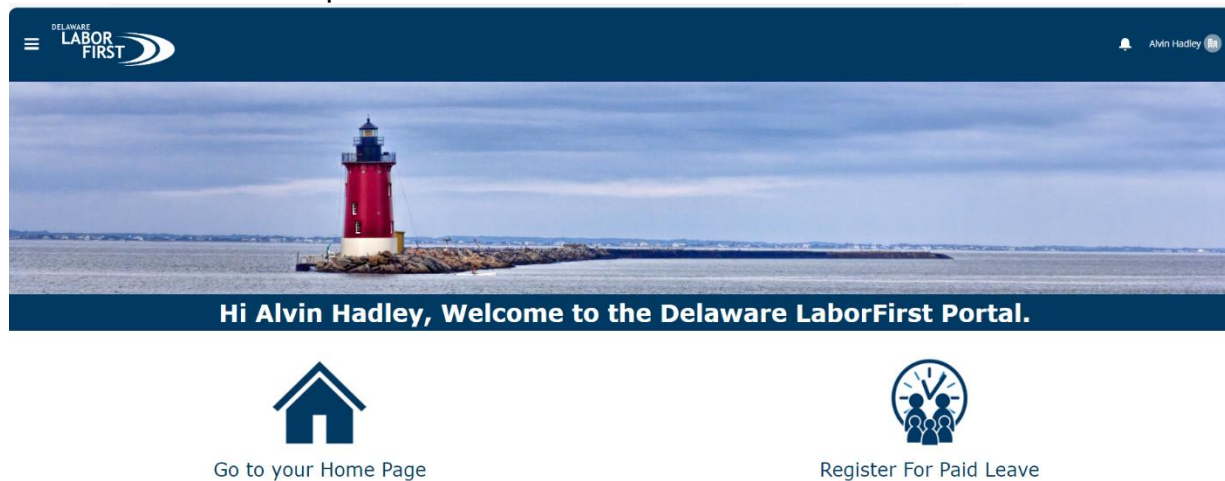 DELAWARE
LABOR
FIRST
Alvin Hadley
Hi Alvin Hadley, Welcome to the Delaware LaborFirst Portal.
Go to your Home Page
Register For Paid Leave